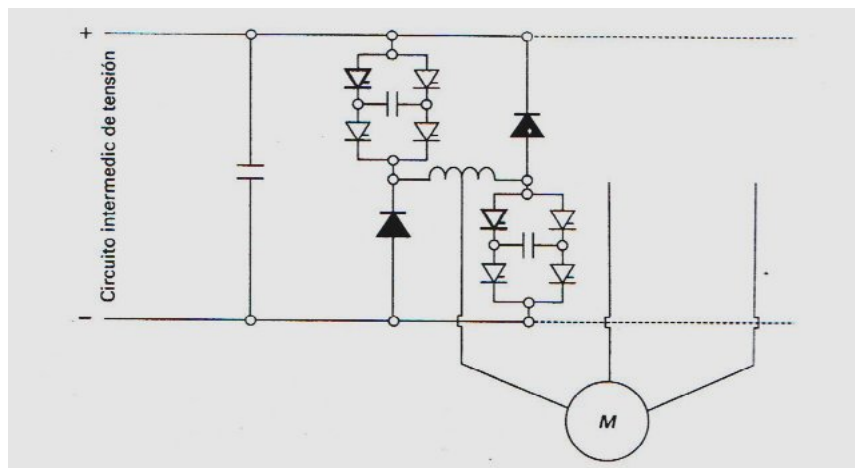 +
Circuito intermedic de tensión
–
M